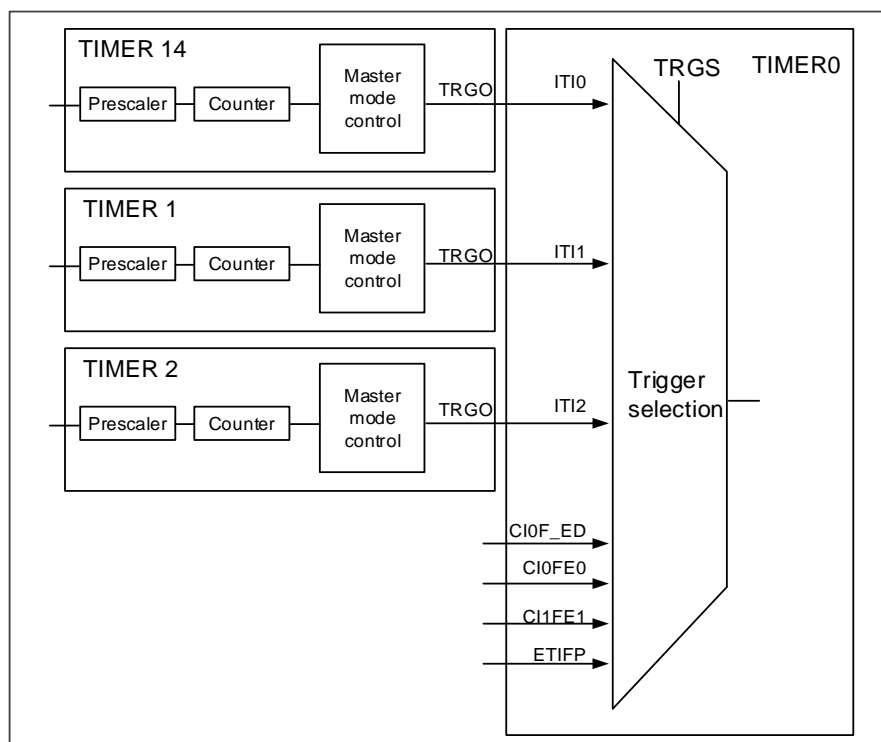 TIMER 14
Prescaler
Counter
Master
mode
control
TRGO
ITI0
TRGS
TIMER0
TIMER 1
Prescaler
Counter
Master
mode
control
TRGO
ITI1
TIMER 2
Prescaler
Counter
Master
mode
control
TRGO
ITI2
Trigger
selection
CI0F_ED
CI0FE0
CI1FE1
ETIFP